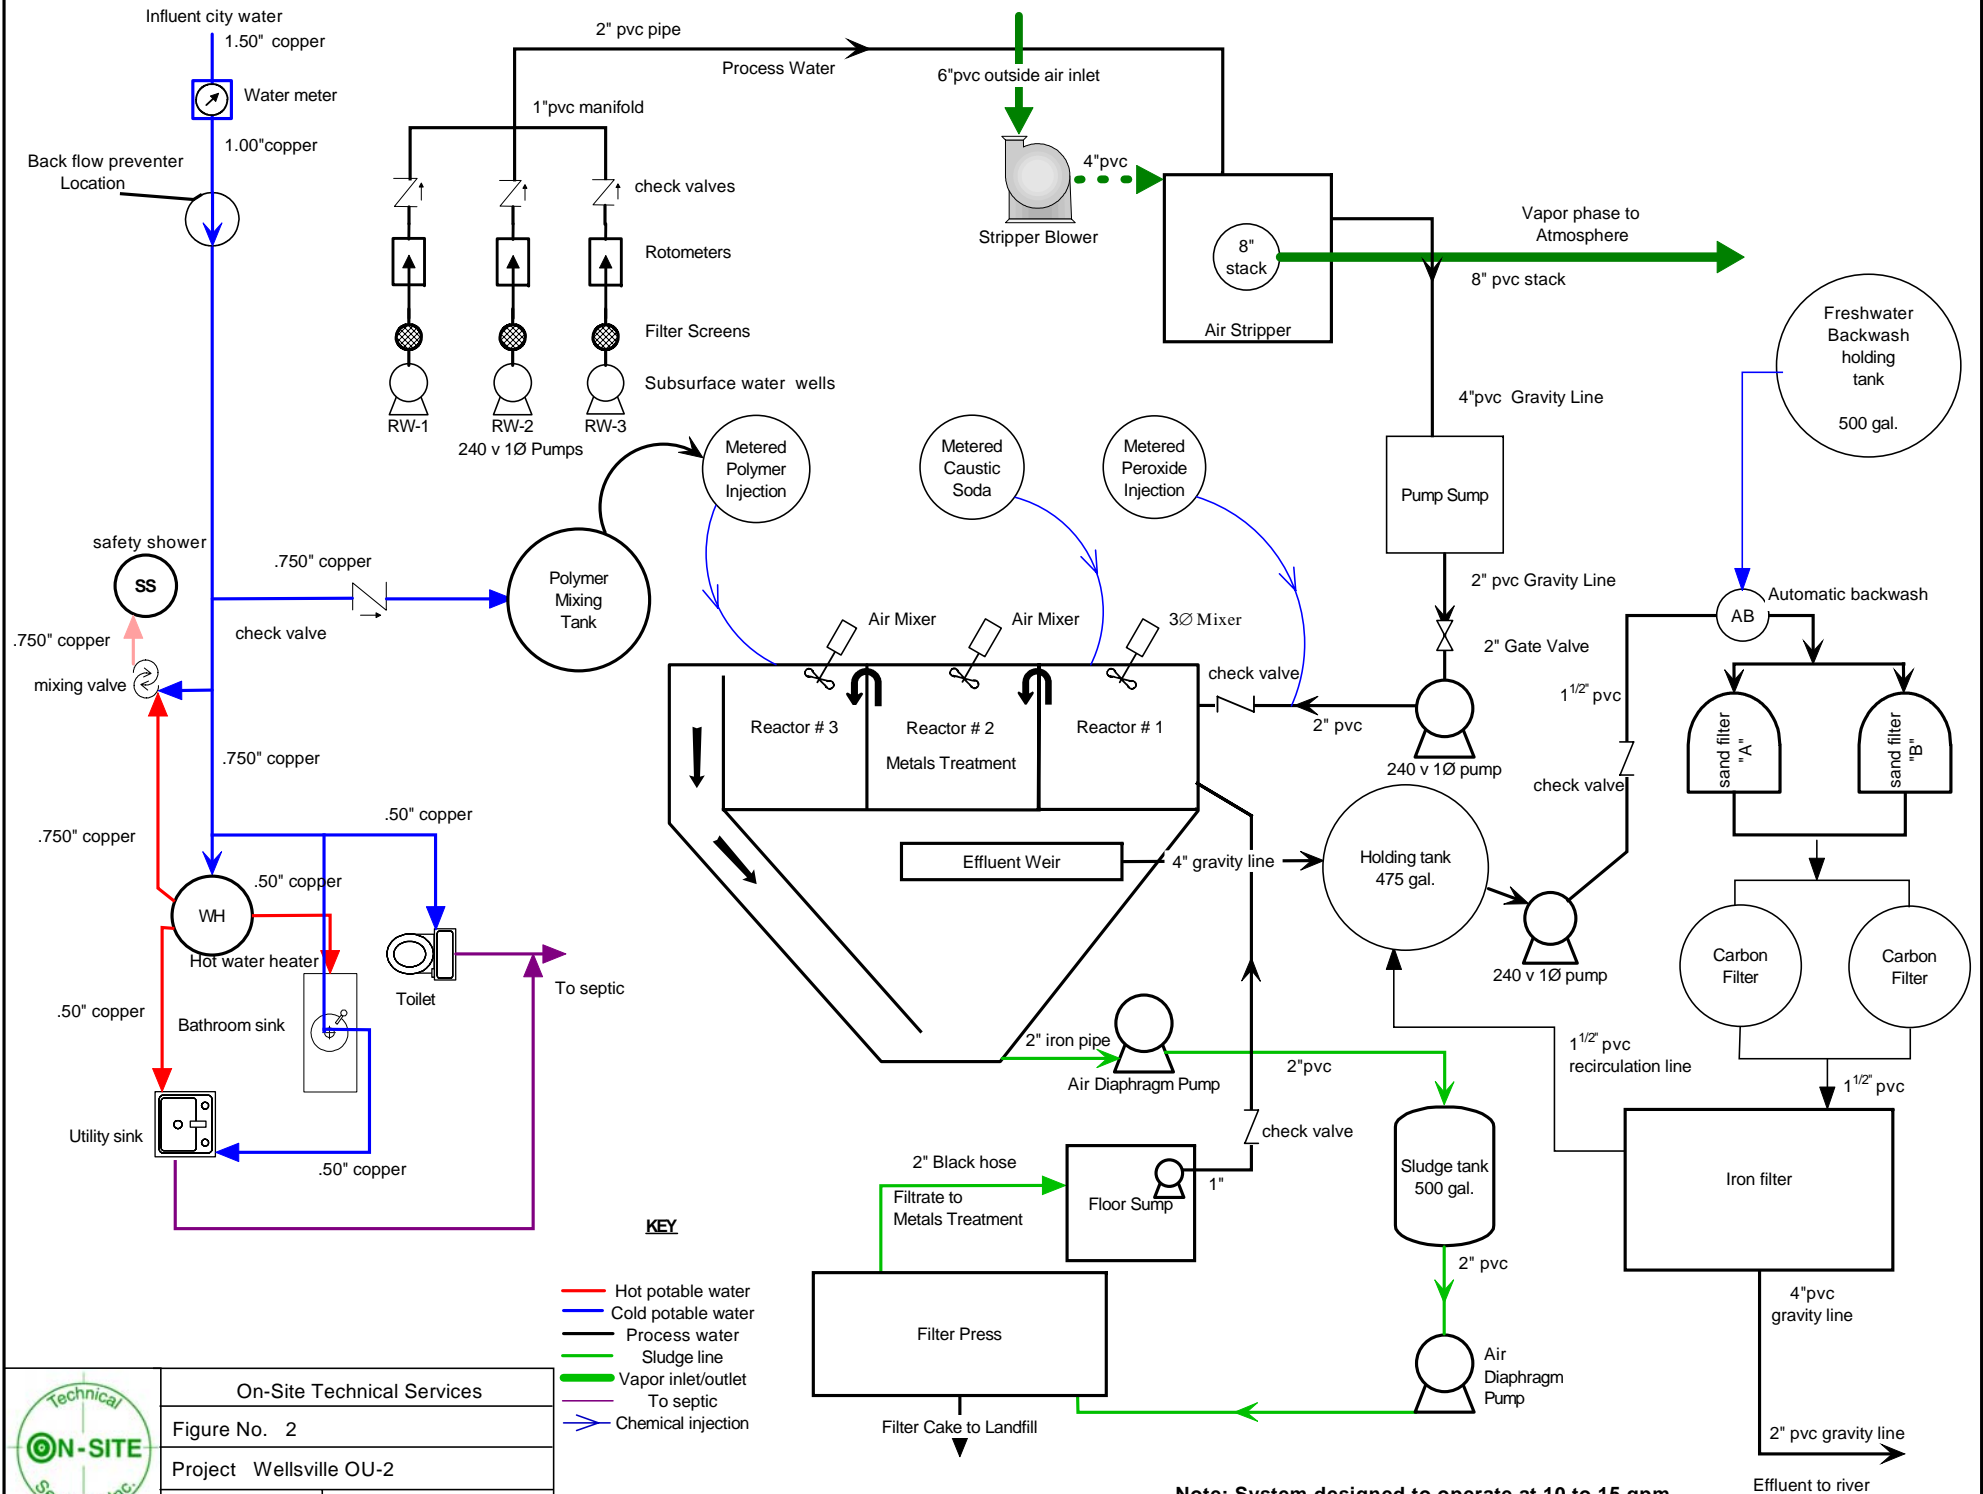 Influent city water
1.50" copper
Water meter
1.00"copper
Back flow preventer
Location
2" pvc pipe
Process Water
1"pvc manifold
check valves
Rotometers
Filter Screens
Subsurface water wells
RW-1
RW-2
RW-3
240 v 1Ø Pumps
6"pvc outside air inlet
4"pvc
Stripper Blower
8"
stack
Air Stripper
Vapor phase to
Atmosphere
8" pvc stack
4"pvc Gravity Line
Freshwater
Backwash
holding
tank
500 gal.
Metered
Polymer
Injection
Metered
Caustic
Soda
Metered
Peroxide
Injection
Pump Sump
2" pvc Gravity Line
2" Gate Valve
safety shower
SS
.750" copper
.750" copper
check valve
mixing valve
Polymer
Mixing
Tank
Air Mixer
Air Mixer
3Ø Mixer
check valve
2" pvc
240 v 1Ø pump
Reactor # 3
Reactor # 2
Metals Treatment
Reactor # 1
Automatic backwash
AB
1 1/2" pvc
check valve
sand filter
"A"
sand filter
"B"
.750" copper
.750" copper
.50" copper
.50" copper
WH
Hot water heater
.50" copper
Bathroom sink
Toilet
To septic
Utility sink
.50" copper
Effluent Weir
4" gravity line
Holding tank
475 gal.
240 v 1Ø pump
Carbon
Filter
Carbon
Filter
2" iron pipe
Air Diaphragm Pump
2"pvc
1 1/2" pvc
recirculation line
1 1/2" pvc
check valve
2" Black hose
Filtrate to
Metals Treatment
Floor Sump
1"
Sludge tank
500 gal.
2" pvc
Iron filter
4"pvc
gravity line
KEY
Hot potable water
Cold potable water
Process water
Sludge line
Vapor inlet/outlet
To septic
Chemical injection
Filter Press
Filter Cake to Landfill
Air
Diaphragm
Pump
2" pvc gravity line
Effluent to river
Technical
ON-SITE
Inc.
On-Site Technical Services
Figure No. 2
Project Wellsville OU-2
Note: System designed to operate at 10 to 15 gpm